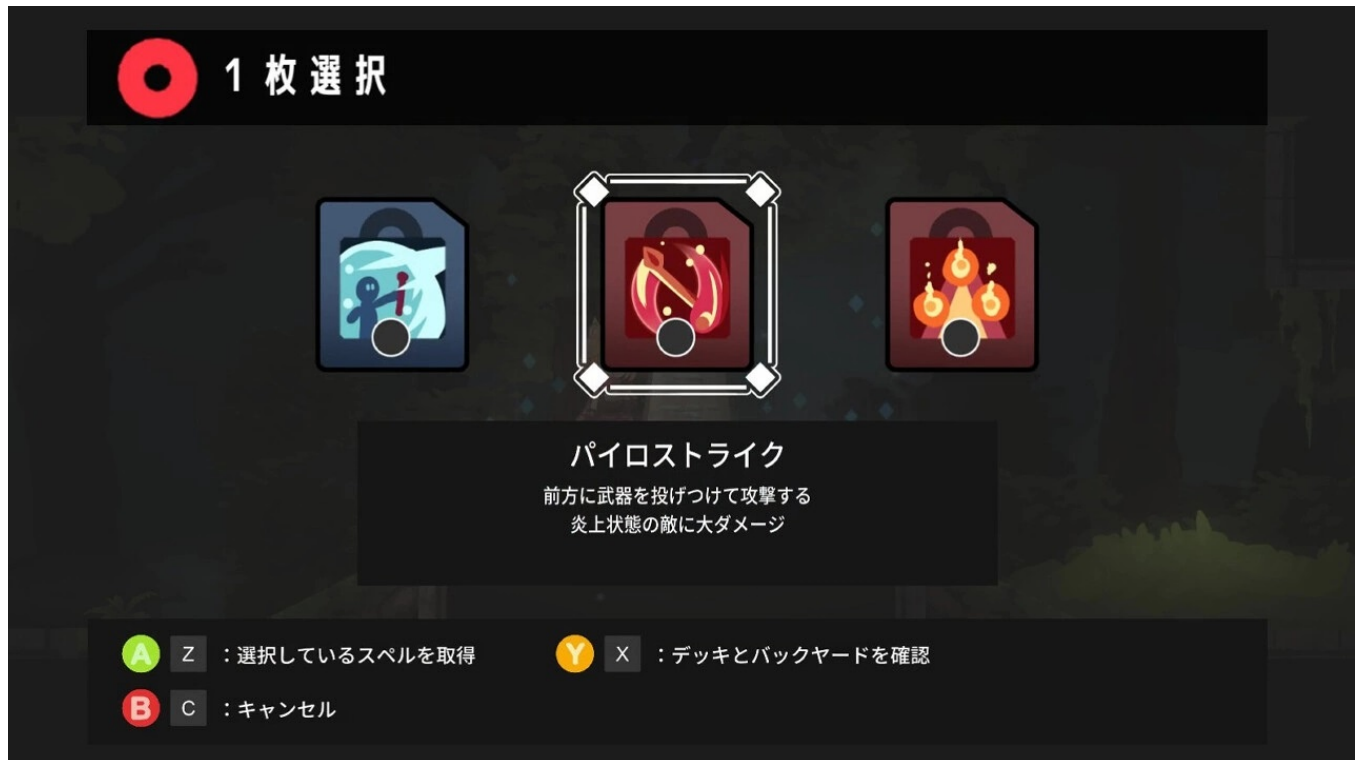 1枚選択
パイロストライク
前方に武器を投げつけて攻撃する
炎上状態の敵に大ダメージ
A Z ：選択しているスペルを取得
Y X ：デッキとバックヤードを確認
B C ：キャンセル